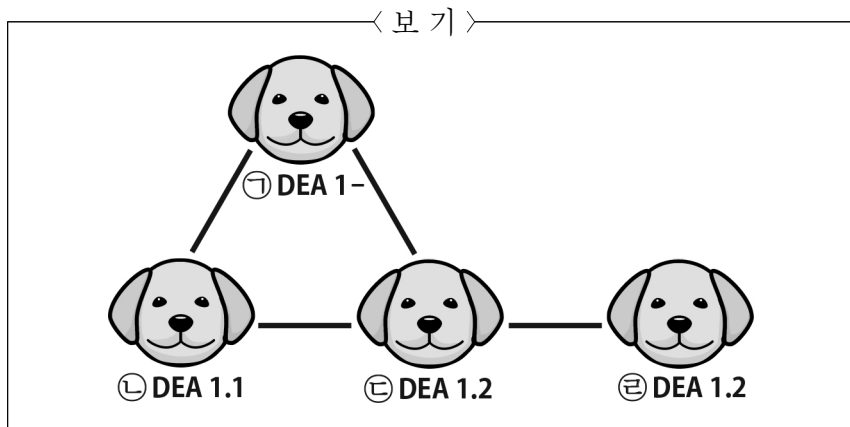 〈보 기〉
㉠ DEA 1-
㉡ DEA 1.1
㉢ DEA 1.2
㉣ DEA 1.2